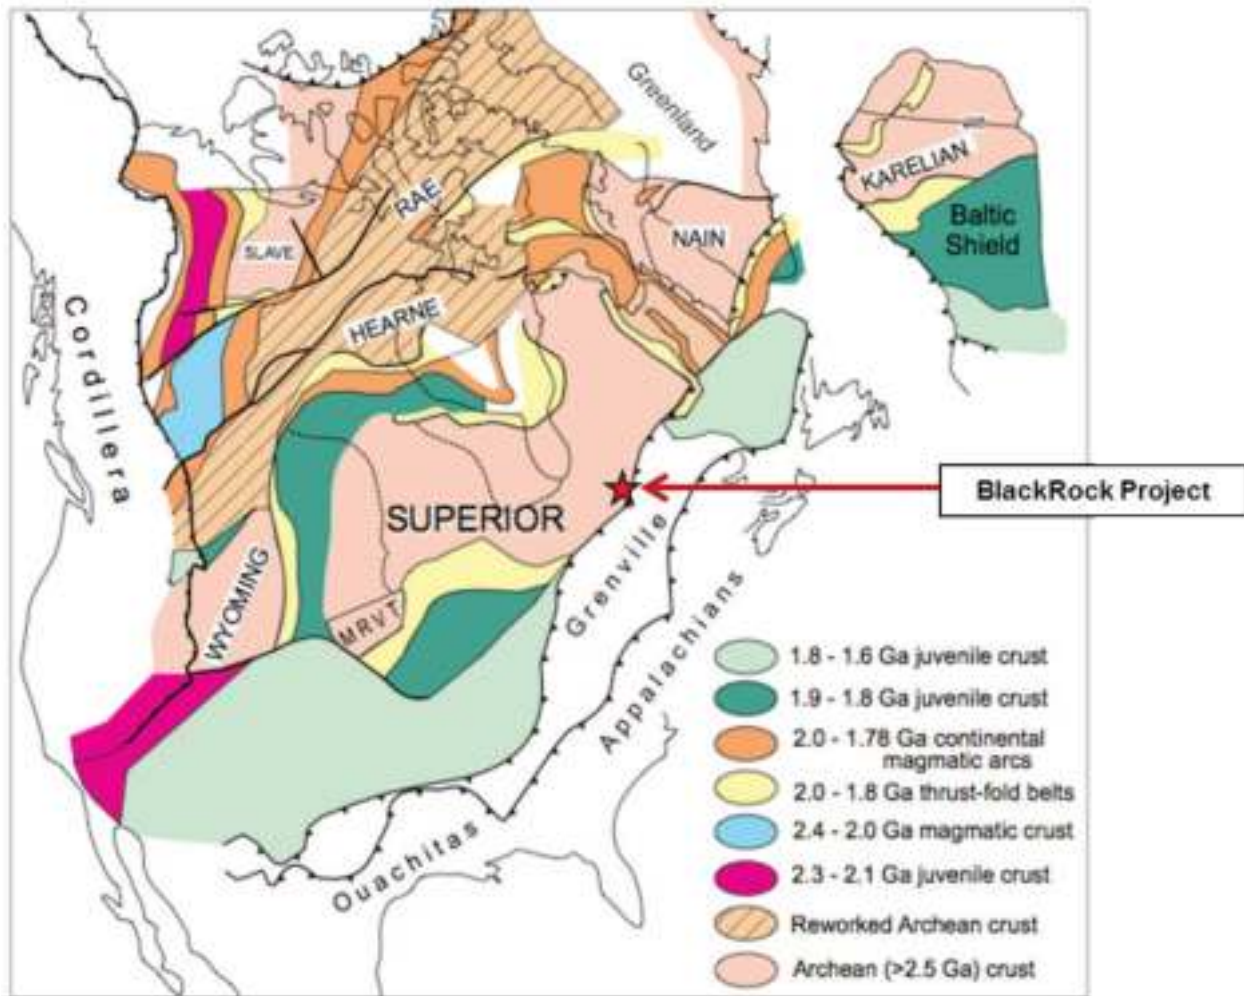 Greenland
KARELIAN
RAE
Baltic
Shield
SLAVE
NAIN
HEARNE
Cordillera
BlackRock Project
SUPERIOR
WYOMING
Grenville
MRVT
Appalachians
Ouachitas
1.8 - 1.6 Ga juvenile crust
1.9 - 1.8 Ga juvenile crust
2.0 - 1.78 Ga continental
magmatic arcs
2.0 - 1.8 Ga thrust-fold belts
2.4 - 2.0 Ga magmatic crust
2.3 - 2.1 Ga juvenile crust
Reworked Archean crust
Archean (>2.5 Ga) crust